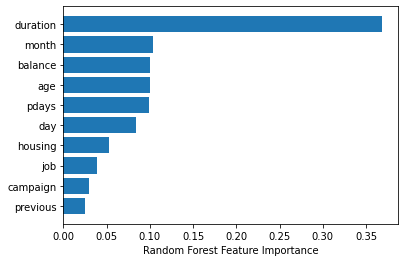 duration
month
balance
age
pdays
day
housing
job
campaign
previous
0.00 0.05 0.10 0.15 0.20 0.25 0.30 0.35
Random Forest Feature Importance